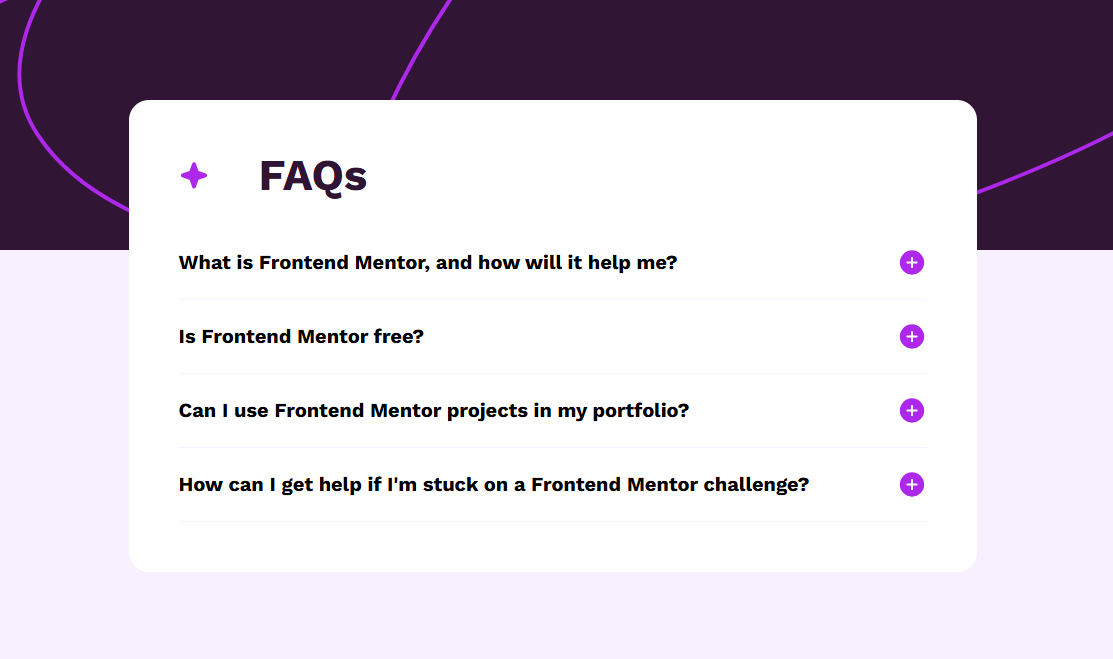 FAQs
What is Frontend Mentor, and how will it help me?
Is Frontend Mentor free?
Can I use Frontend Mentor projects in my portfolio?
How can I get help if I'm stuck on a Frontend Mentor challenge?